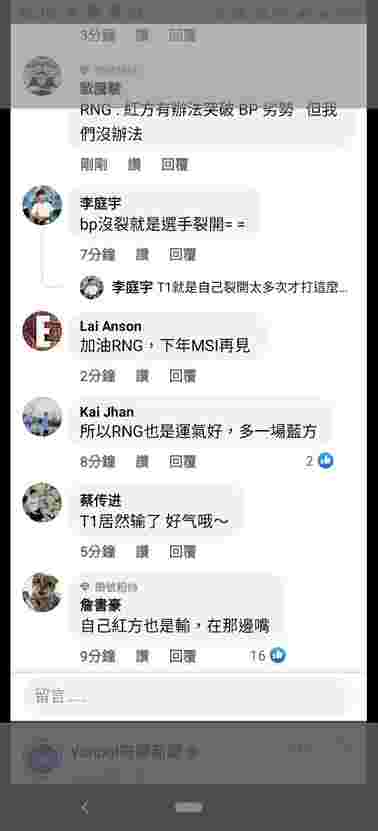 3分鐘 讚 回覆
RNG : 紅方有辦法突破 BP 劣勢 但我
們沒辦法
剛剛 讚 回覆
李庭宇
bp沒裂就是選手裂開= =
7分鐘 讚 回覆
李庭宇 T1就是自己裂開太多次才打這麼...
Lai Anson
加油RNG，下年MSI再見
2分鐘 讚 回覆
Kai Jhan
所以RNG也是運氣好，多一場藍方
8分鐘 讚 回覆 2
蔡传进
T1居然输了 好气哦～
5分鐘 讚 回覆
頭號粉絲
詹書豪
自己紅方也是輸，在那邊嘴
9分鐘 讚 回覆 16
留言......